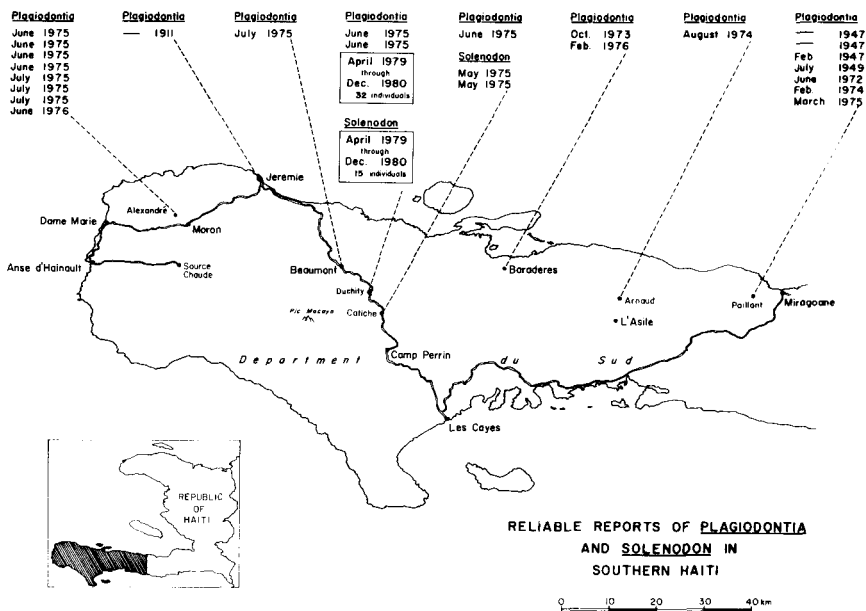 Plagiodontia
June 1975
June 1975
June 1975
June 1975
July 1975
July 1975
July 1975
June 1976
Plagiodontia
— 1911
Plagiodontia
July 1975
Plagiodontia
June 1975
June 1975
April 1979
through
Dec. 1980
32 individuals
Solenodon
April 1979
through
Dec. 1980
15 individuals
Plagiodontia
June 1975
Solenodon
May 1975
May 1975
Plagiodontia
Oct. 1973
Feb. 1976
Plagiodontia
August 1974
Plagiodontia
— 1947
— 1947
Feb 1947
July 1949
June 1972
Feb. 1974
March 1975
Jeremie
Alexandre
Dame Marie
Moron
Anse d'Hainault
Source
Chaude
Beaumont
Duchity
Pic Macaya
Catiche
Baraderes
Arnaud
L'Asile
Paillant
Miragoane
Camp Perrin
Department du Sud
Les Cayes
REPUBLIC
OF
HAITI
RELIABLE REPORTS OF PLAGIODONTIA
AND SOLENODON IN
SOUTHERN HAITI
0 10 20 30 40 km